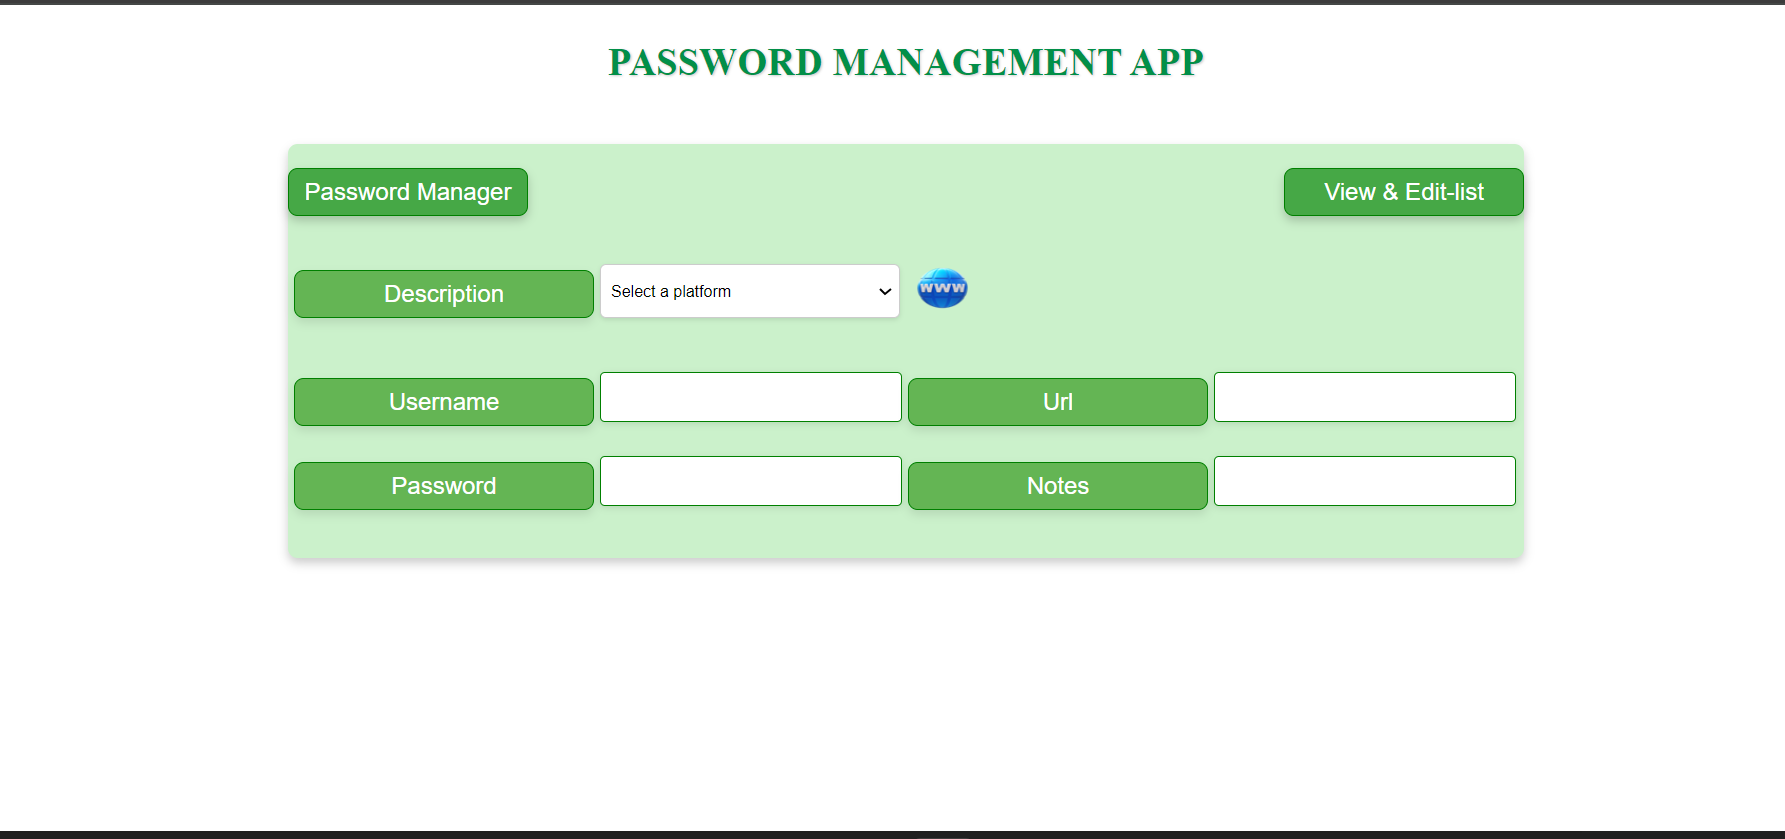 PASSWORD MANAGEMENT APP
Password Manager
View & Edit-list
Description
Select a platform
www
Username
Url
Password
Notes